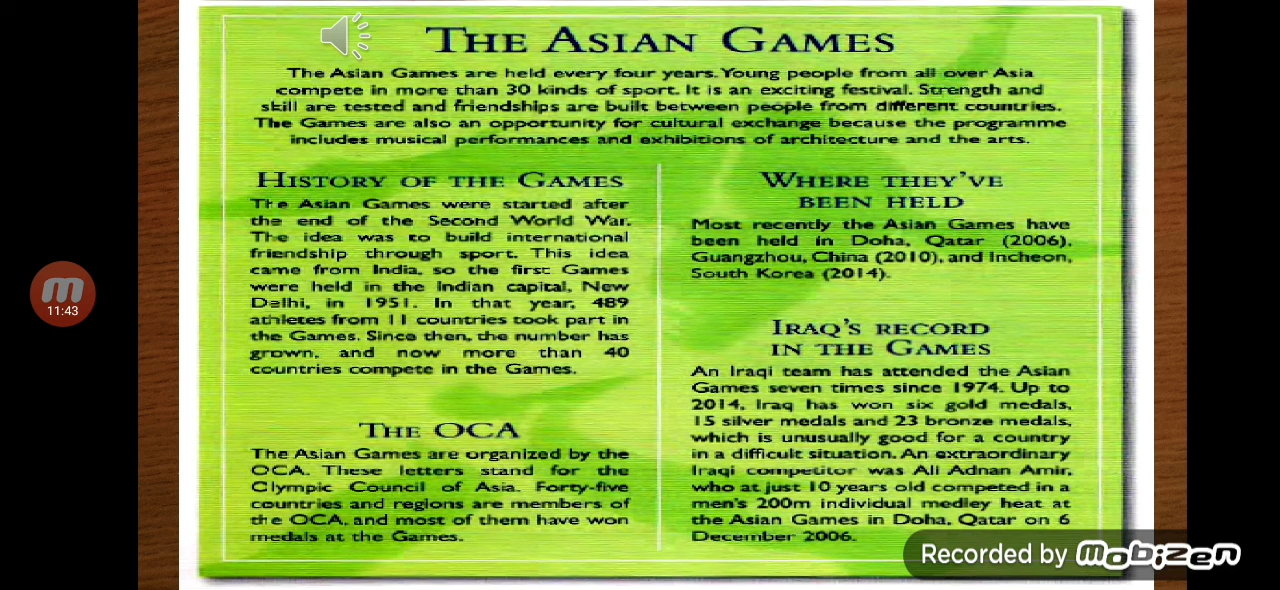 THE ASIAN GAMES
The Asian Games are held every four years. Young people from all over Asia
compete in more than 30 kinds of sport. It is an exciting festival. Strength and
skill are tested and friendships are built between people from different countries.
The Games are also an opportunity for cultural exchange because the programme
includes musical performances and exhibitions of architecture and the arts.
HISTORY OF THE GAMES
The Asian Games were started after
the end of the Second World War.
The idea was to build international
friendship through sport. This idea
came from India, so the first Games
were held in the Indian capital, New
Delhi, in 1951. In that year, 489
athletes from 11 countries took part in
the Games. Since then, the number has
grown, and now more than 40
countries compete in the Games.
THE OCA
The Asian Games are organized by the
OCA. These letters stand for the
Olympic Council of Asia. Forty-five
countries and regions are members of
the OCA, and most of them have won
medals at the Games.
WHERE THEY'VE
BEEN HELD
Most recently the Asian Games have
been held in Doha, Qatar (2006),
Guangzhou, China (2010), and Incheon,
South Korea (2014).
IRAQ'S RECORD
IN THE GAMES
An Iraqi team has attended the Asian
Games seven times since 1974. Up to
2014, Iraq has won six gold medals,
15 silver medals and 23 bronze medals,
which is unusually good for a country
in a difficult situation. An extraordinary
Iraqi competitor was Ali Adnan Amir,
who at just 10 years old competed in a
men's 200m individual medley heat at
the Asian Games in Doha, Qatar on 6
December 2006.
m
11:43
Recorded by mobizen